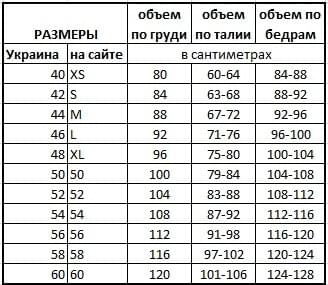 РАЗМЕРЫ объем по груди объем по талии объем по бедрам
Украина на сайте в сантиметрах
40 XS 80 60-64 84-88
42 S 84 63-68 88-92
44 M 88 67-72 92-96
46 L 92 71-76 96-100
48 XL 96 75-80 100-104
50 50 100 79-84 104-108
52 52 104 83-88 108-112
54 54 108 87-92 112-116
56 56 112 91-98 116-120
58 58 116 97-102 120-124
60 60 120 101-106 124-128